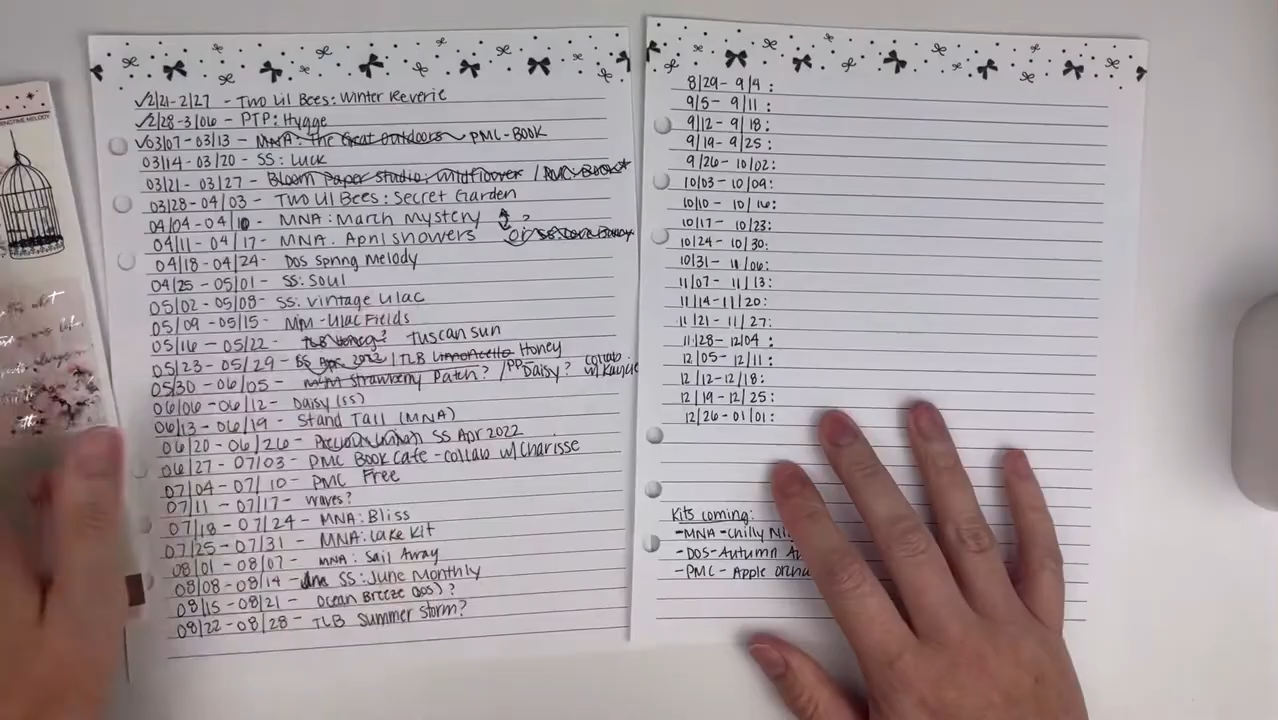 ✓2/21-2/27 - Two Lil Bees: Winter Reverie
✓2/28-3/06 - PTP: Hygge
✓03/07-03/13 - MNA: The Great Outdoors PMC-BOOK
03/14-03/20 - SS: Luck
03/21-03/27 - Bloom Paper Studio: Wildflower / PMC-Book*
03/28-04/03 - Two Lil Bees: Secret Garden
04/04-04/10 - MNA: March Mystery ?
04/11-04/17 - MNA. April Showers or SS
04/18-04/24- DOS Spring Melody
04/25-05/01 - SS: Soul
05/02-05/08- SS: Vintage Lilac
05/09-05/15- MM-Lilac Fields
05/16-05/22- TLB Tuscan Sun
05/23-05/29- SS Apr 2022 / TLB Limoncello Honey
05/30-06/05- MM Strawberry Patch? / PP Daisy? collab w/
06/06-06/12- Daisy (SS)
06/13-06/19- Stand Tall (MNA)
06/20-06/26- SS Apr 2022
06/27-07/03- PMC Book Cafe-collab w/ Charisse
07/04-07/10- PMC Free
07/11-07/17- Waves?
07/18-07/24- MNA: Bliss
07/25-07/31- MNA: Lake Kit
08/01-08/07- MNA: Sail Away
08/08-08/14- SS: June Monthly
08/15-08/21- Ocean Breeze (DOS)?
08/22-08/28- TLB Summer Storm?
8/29-9/4:
9/5-9/11:
9/12-9/18:
9/19-9/25:
9/26-10/02:
10/03-10/09:
10/10-10/16:
10/17-10/23:
10/24-10/30:
10/31-11/06:
11/07-11/13:
11/14-11/20:
11/21-11/27:
11/28-12/04:
12/05-12/11:
12/12-12/18:
12/19-12/25:
12/26-01/01:
Kits coming:
-MNA-Chilly
-DOS-Autumn
-PMC- Apple